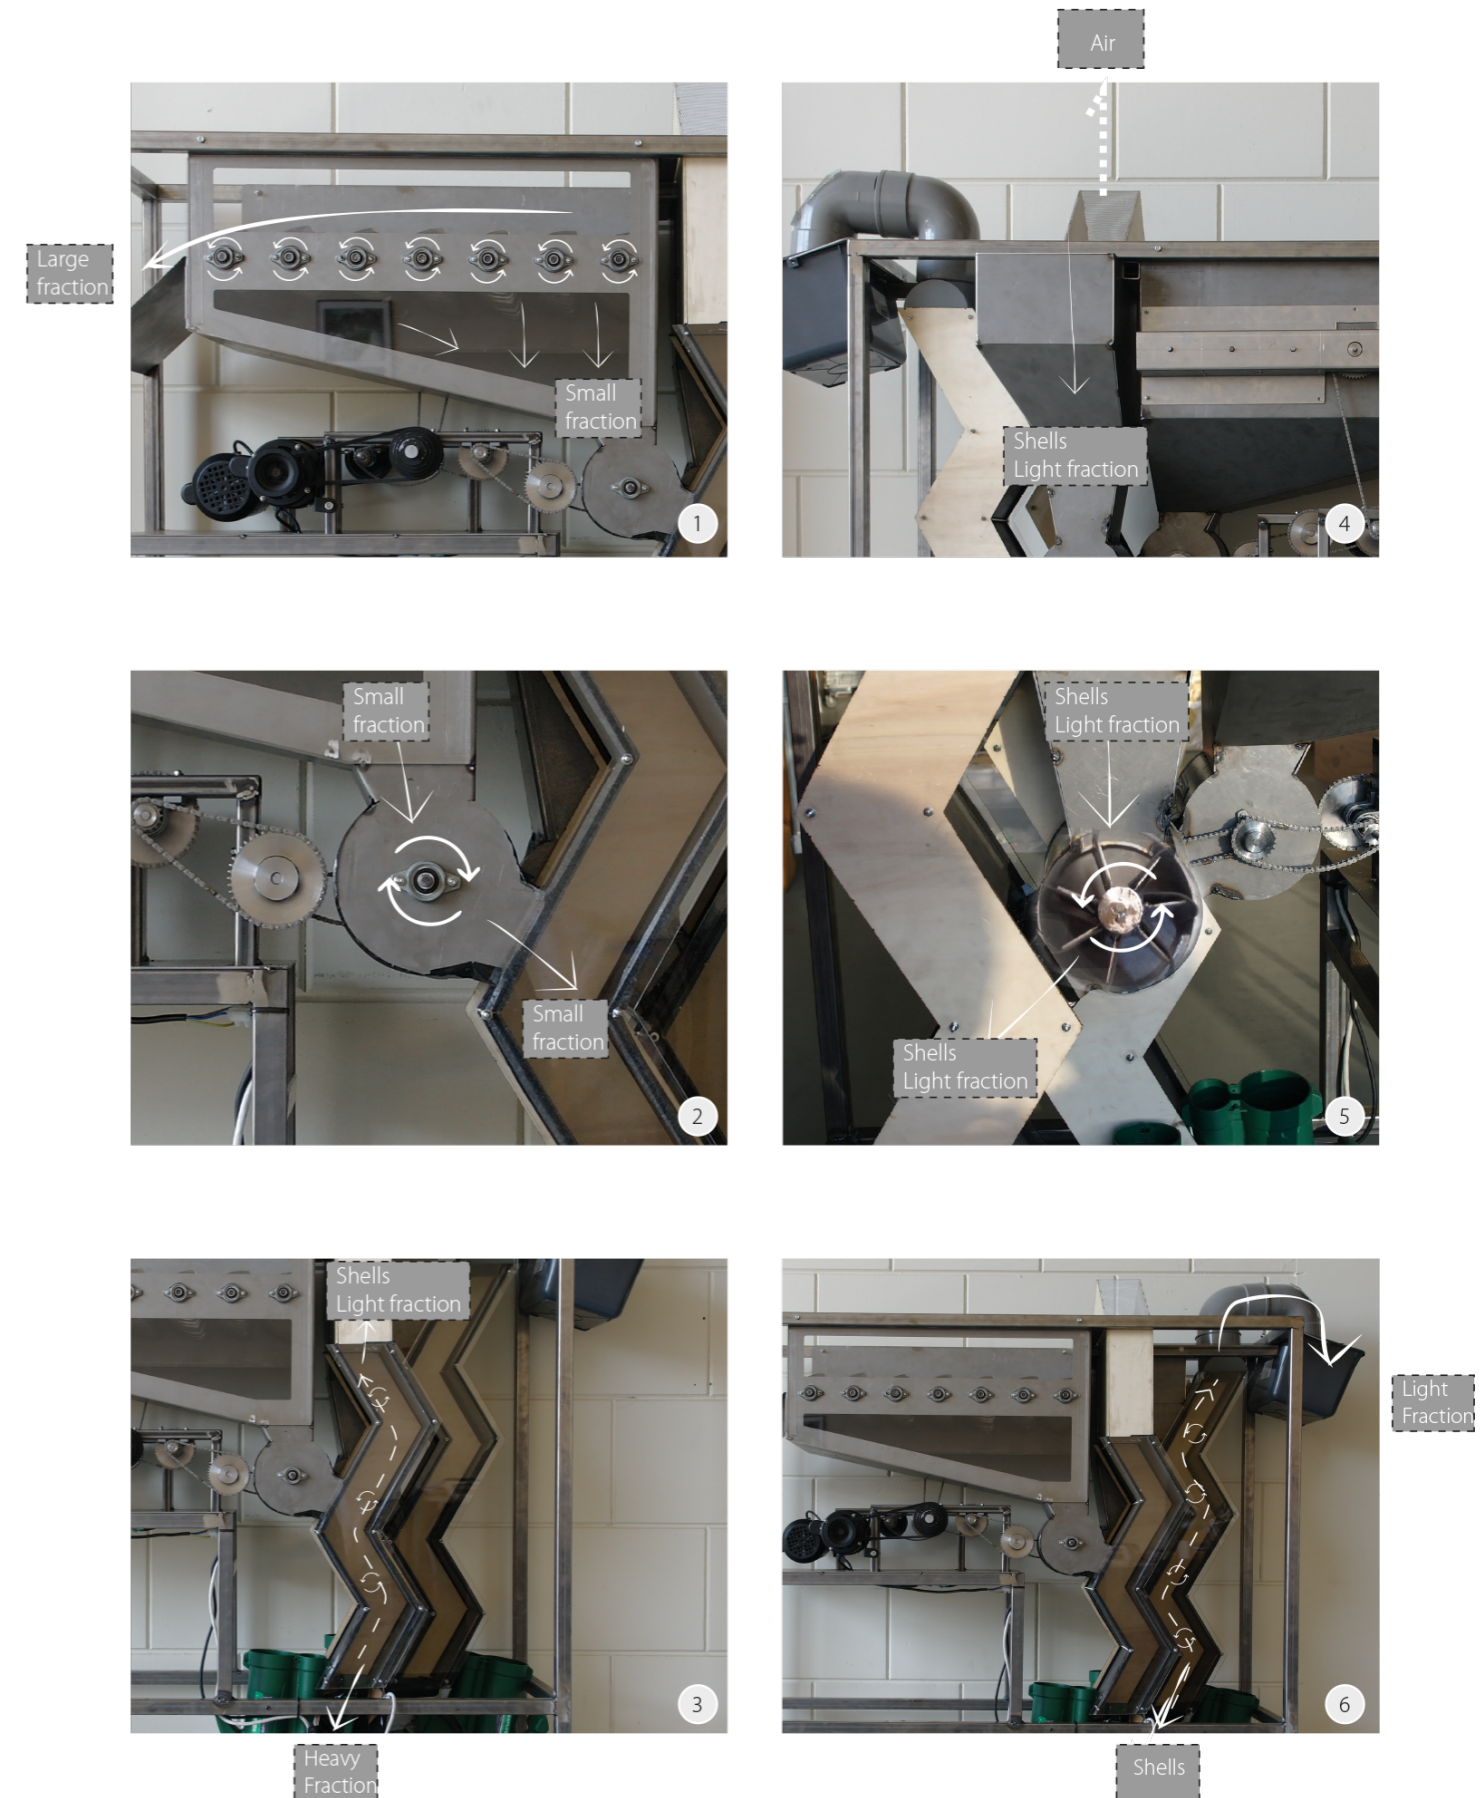 Air
Large
fraction
Small
fraction
1
Shells
Light fraction
4
Small
fraction
Small
fraction
2
Shells
Light fraction
Shells
Light fraction
5
Shells
Light fraction
3
Heavy
Fraction
Light
Fraction
6
Shells